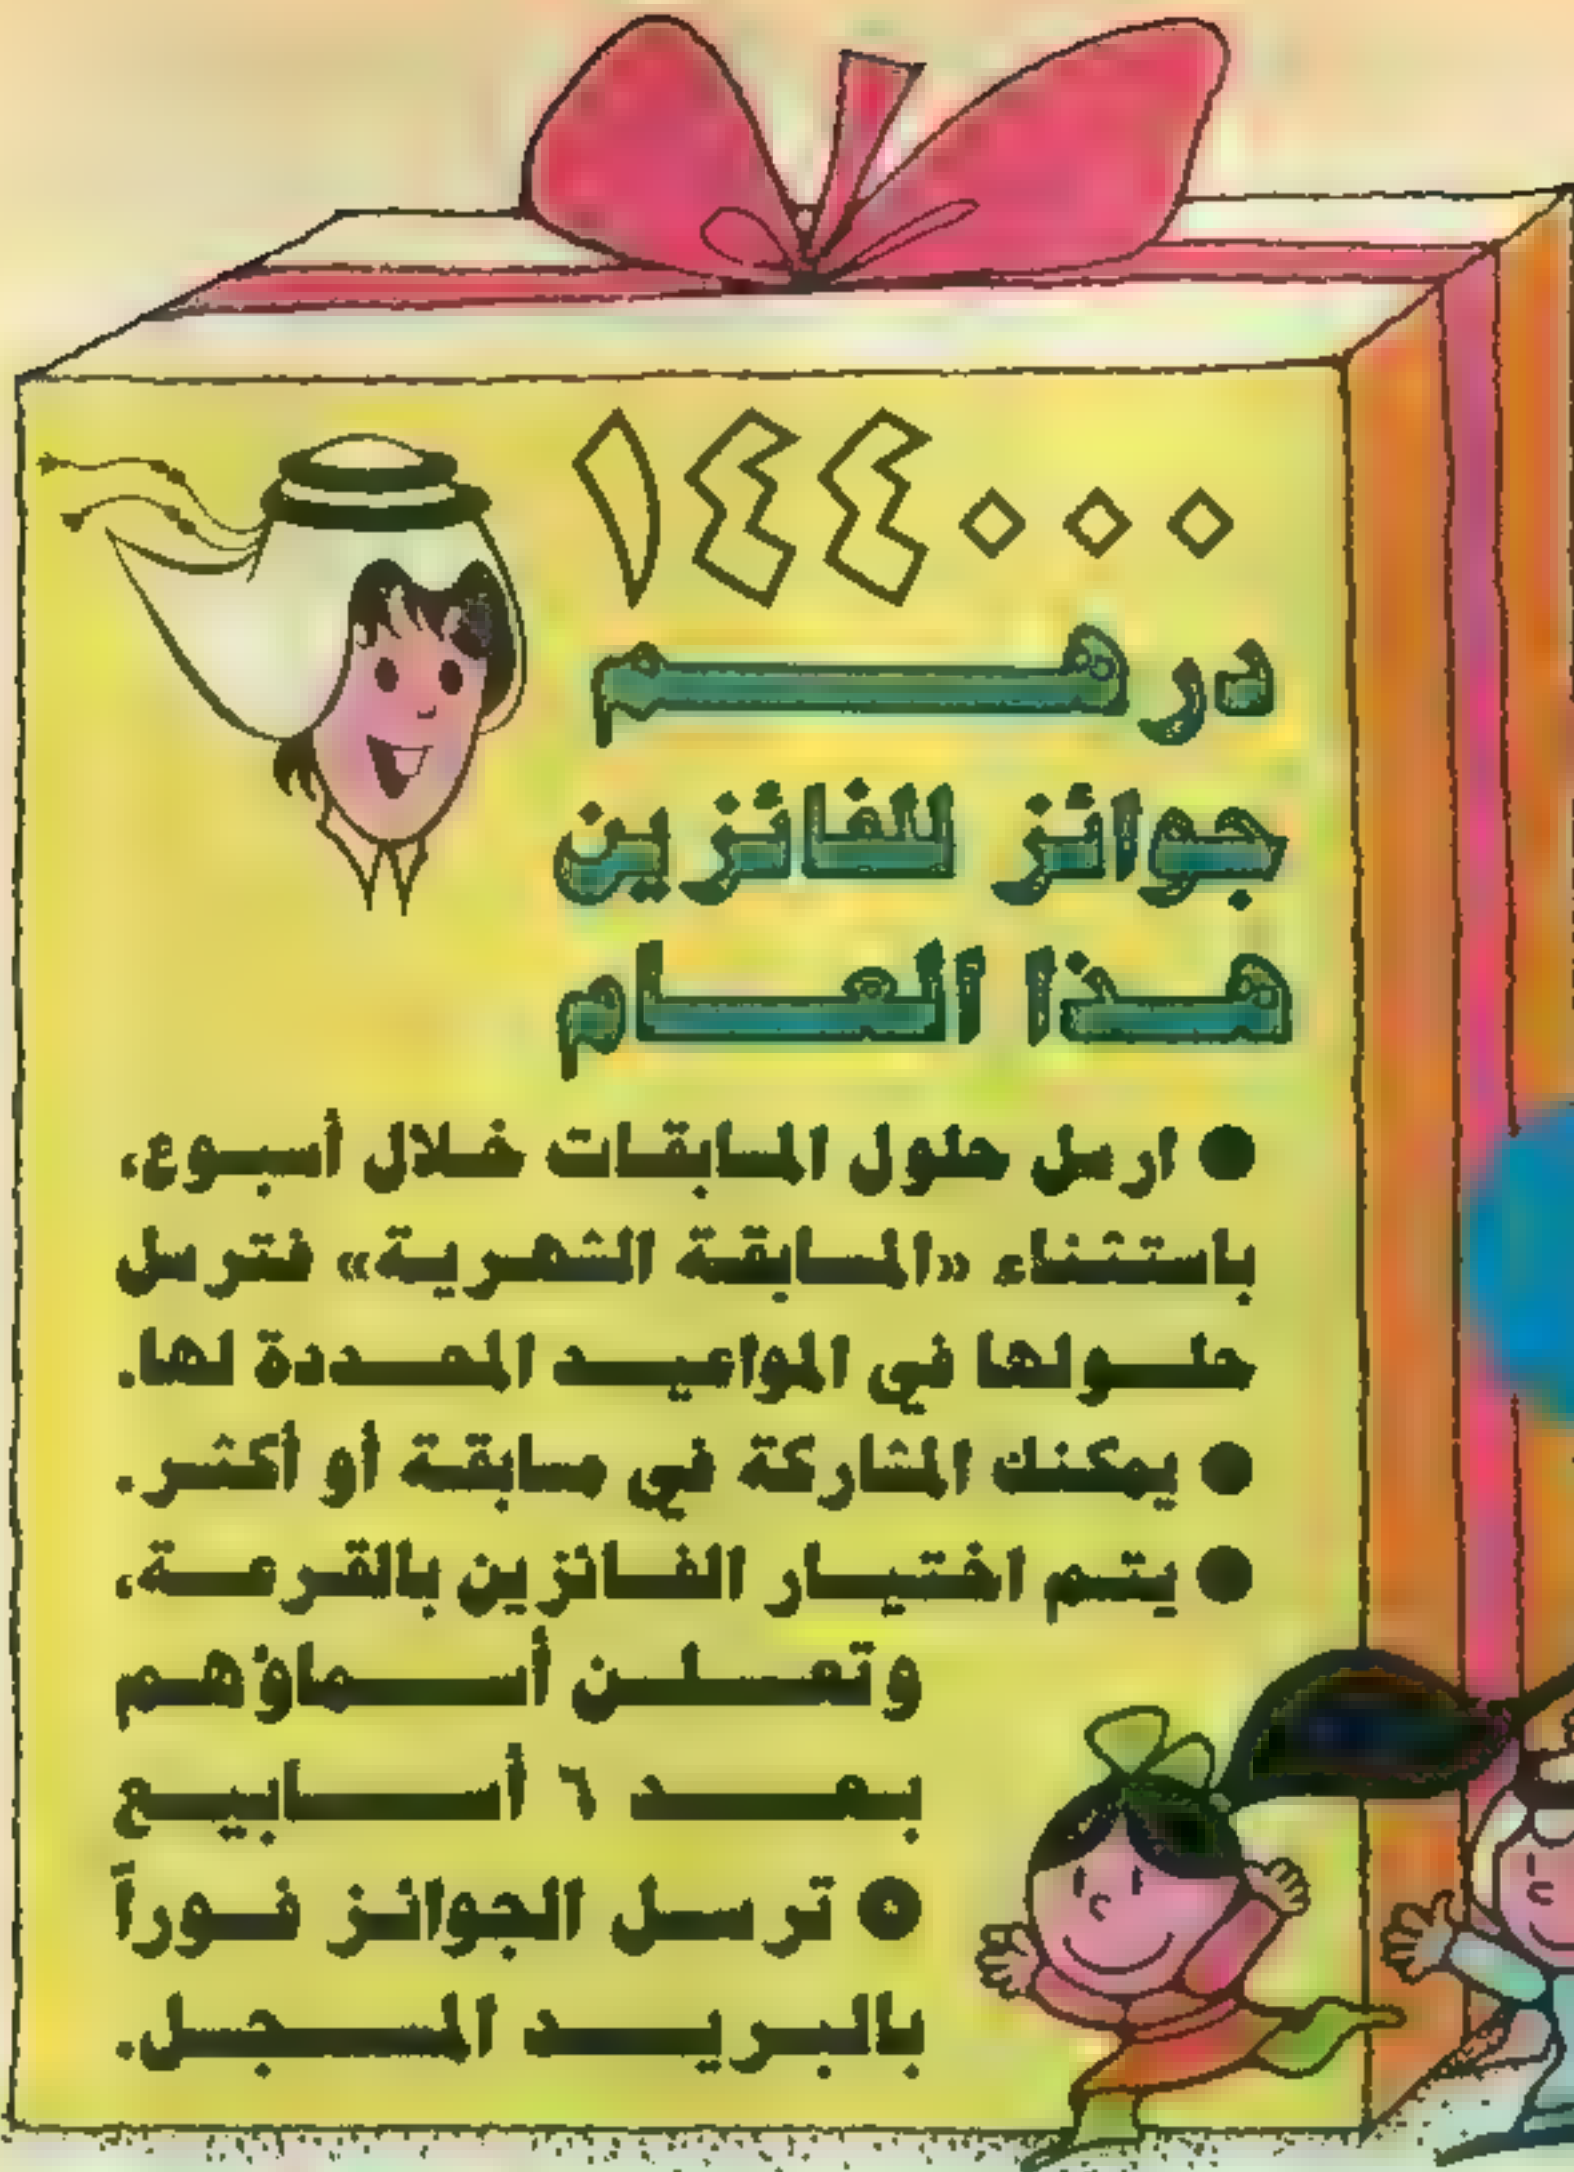 ١٤٤٠٠٠
درهم
جوائز للفائزين
هذا العام
● ارسل حلول المسابقات خلال أسبوع،
باستثناء «المسابقة الشهرية» فترسل
حلولها في المواعيد المحددة لها.
● يمكنك المشاركة في مسابقة أو أكثر.
● يتم اختيار الفائزين بالقرعة،
وتعلن أسماؤهم
بعد ٦ أسابيع
● ترسل الجوائز فوراً
بالبريد المسجل.